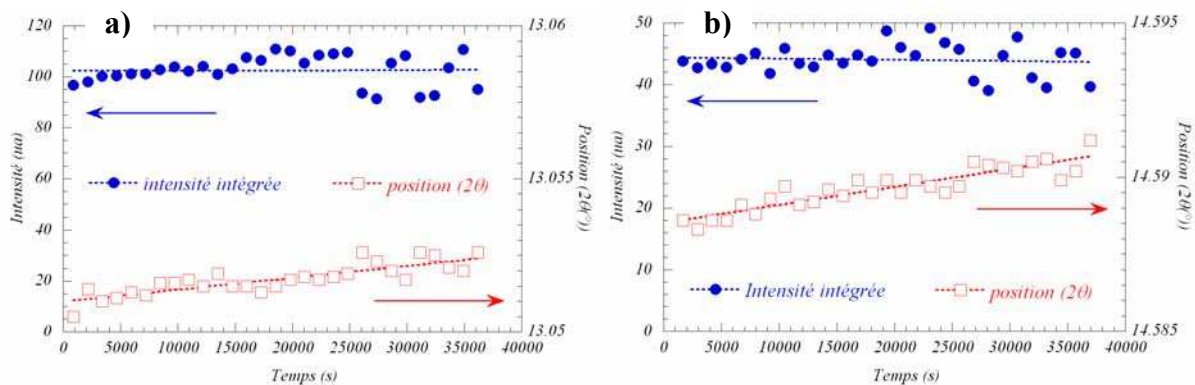 a)
120
100
80
60
40
20
0
Intensité (ua)
13.06
13.055
13.05
Position (2θ(°))
intensité intégrée
position (2θ)
0 5000 10000 15000 20000 25000 30000 35000 40000
Temps (s)
b)
50
40
30
20
10
0
Intensité (ua)
14.595
14.59
14.585
Position (2θ(°))
Intensité intégrée
position (2θ)
0 5000 10000 15000 20000 25000 30000 35000 40000
Temps (s)